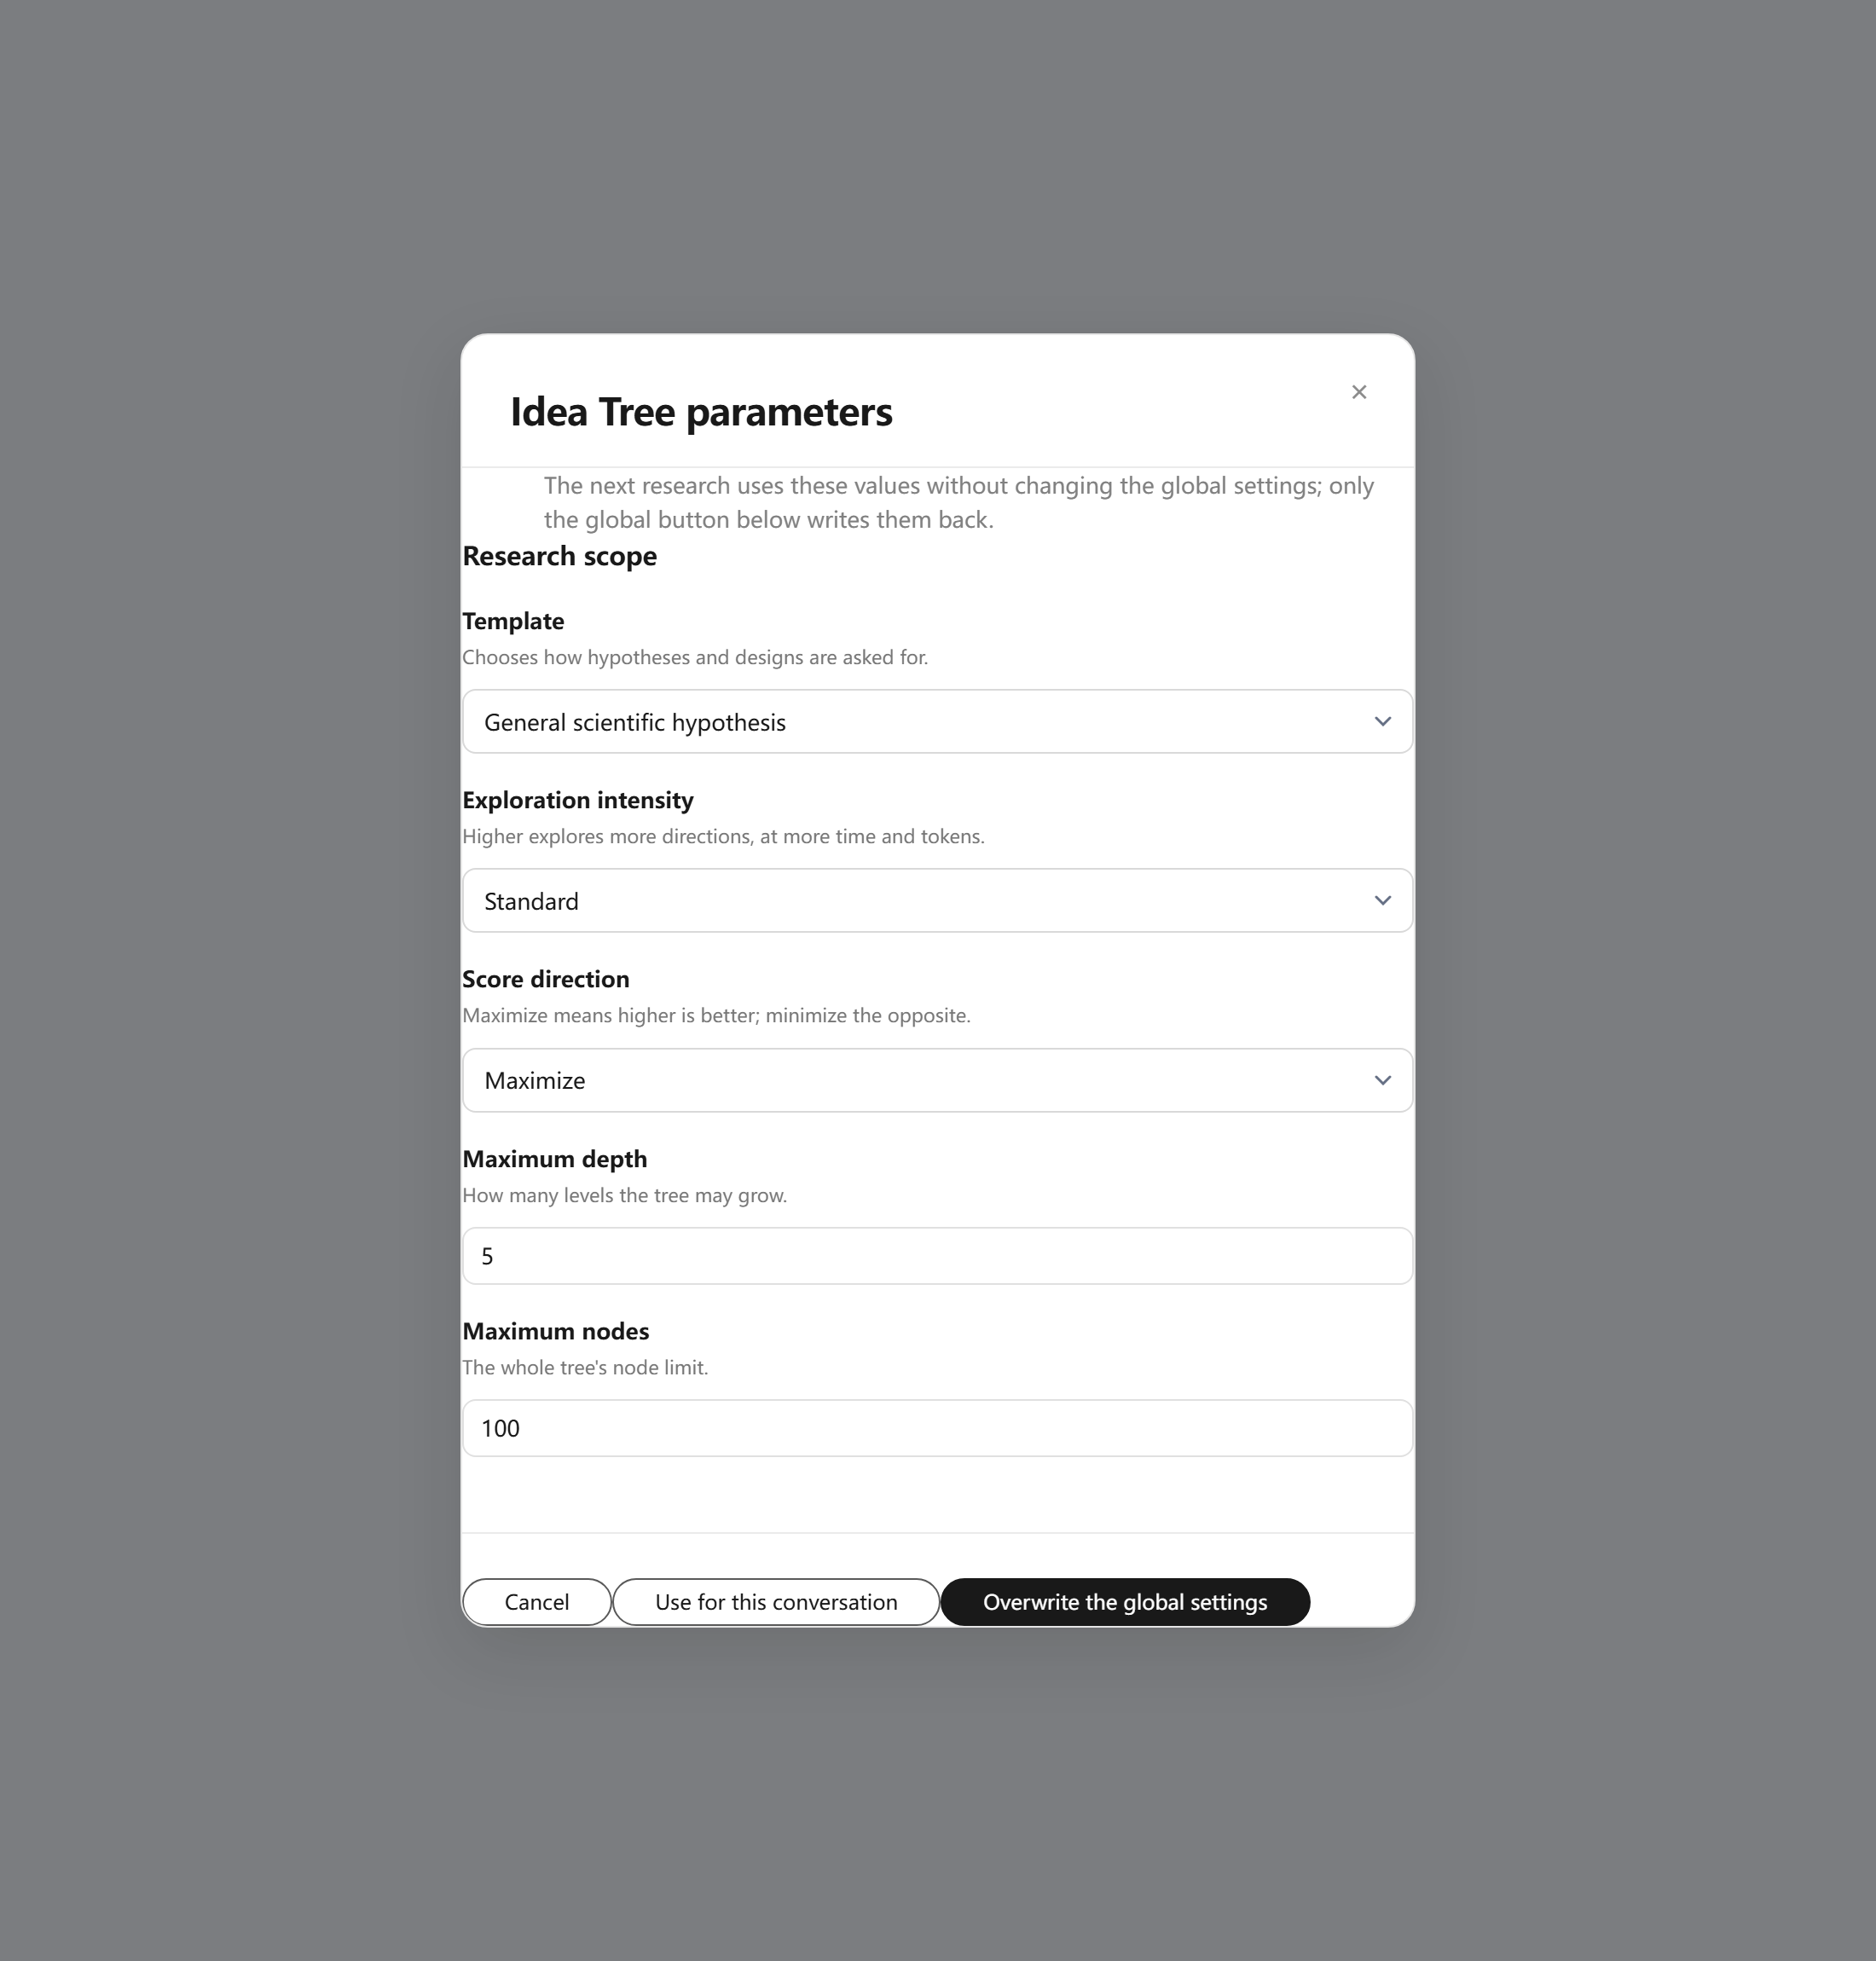 Idea Tree parameters
The next research uses these values without changing the global settings; only
the global button below writes them back.
Research scope
Template
Chooses how hypotheses and designs are asked for.
General scientific hypothesis
Exploration intensity
Higher explores more directions, at more time and tokens.
Standard
Score direction
Maximize means higher is better; minimize the opposite.
Maximize
Maximum depth
How many levels the tree may grow.
5
Maximum nodes
The whole tree's node limit.
100
Cancel
Use for this conversation
Overwrite the global settings